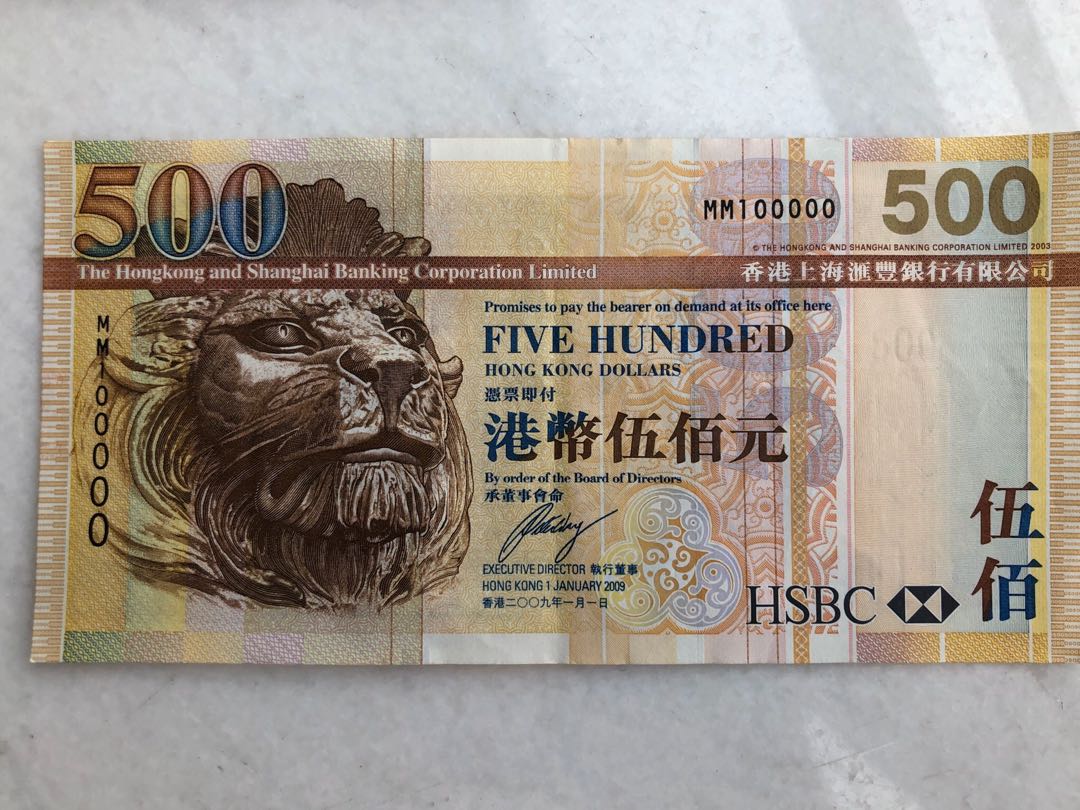 500
MM100000
500
© THE HONGKONG AND SHANGHAI BANKING CORPORATION LIMITED 2003
The Hongkong and Shanghai Banking Corporation Limited
香港上海滙豐銀行有限公司
MM100000
Promises to pay the bearer on demand at its office here
FIVE HUNDRED
HONG KONG DOLLARS
憑票即付
港幣伍佰元
By order of the Board of Directors
承董事會命
EXECUTIVE DIRECTOR 執行董事
HONG KONG 1 JANUARY 2009
香港二〇〇九年一月一日
HSBC
伍佰